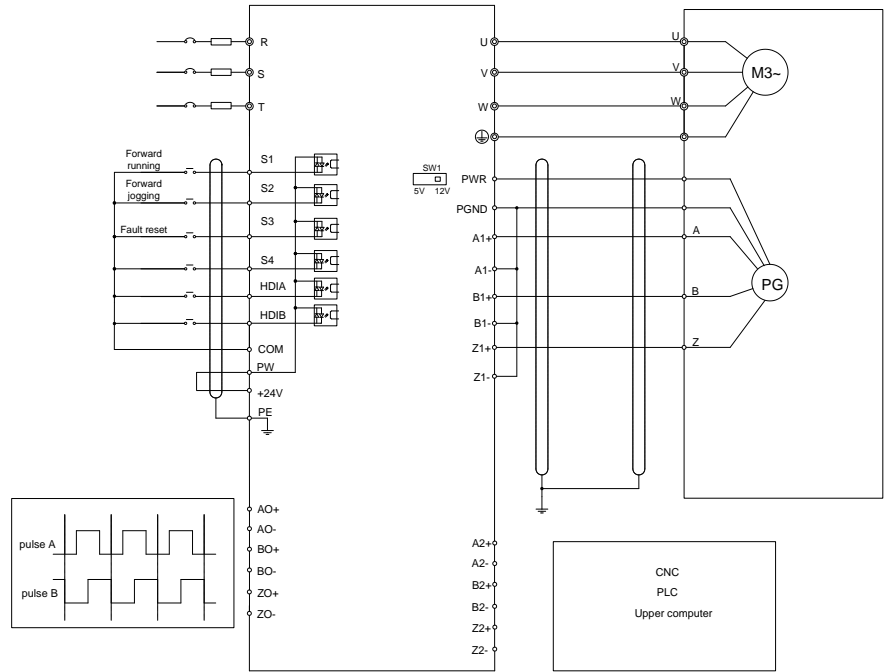 R
S
T
Forward
running
Forward
jogging
Fault reset
S1
S2
S3
S4
HDIA
HDIB
COM
PW
+24V
PE
SW1
5V 12V
U
V
W
PWR
PGND
A1+
A1-
B1+
B1-
Z1+
Z1-
U
V
W
A
B
Z
M3~
PG
pulse A
pulse B
AO+
AO-
BO+
BO-
ZO+
ZO-
A2+
A2-
B2+
B2-
Z2+
Z2-
CNC
PLC
Upper computer